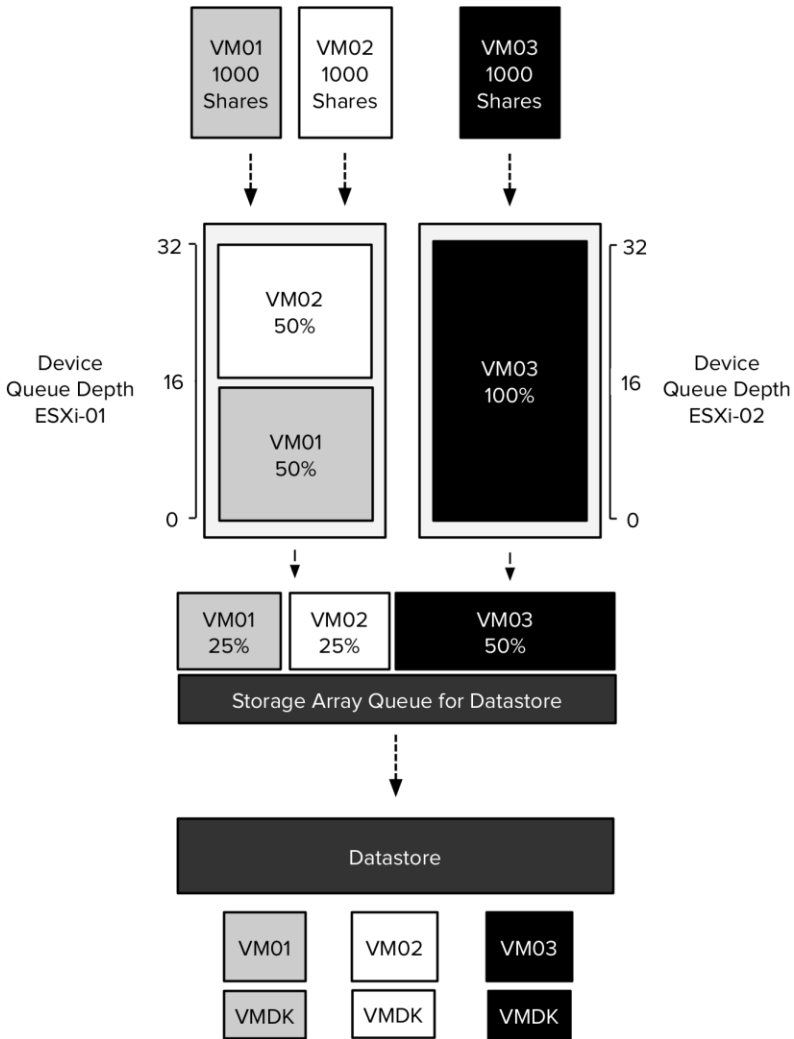 VM01
1000
Shares
VM02
1000
Shares
VM03
1000
Shares
32
16
0
Device
Queue Depth
ESXi-01
VM02
50%
VM01
50%
VM03
100%
32
16
0
Device
Queue Depth
ESXi-02
VM01
25%
VM02
25%
VM03
50%
Storage Array Queue for Datastore
Datastore
VM01
VM02
VM03
VMDK
VMDK
VMDK